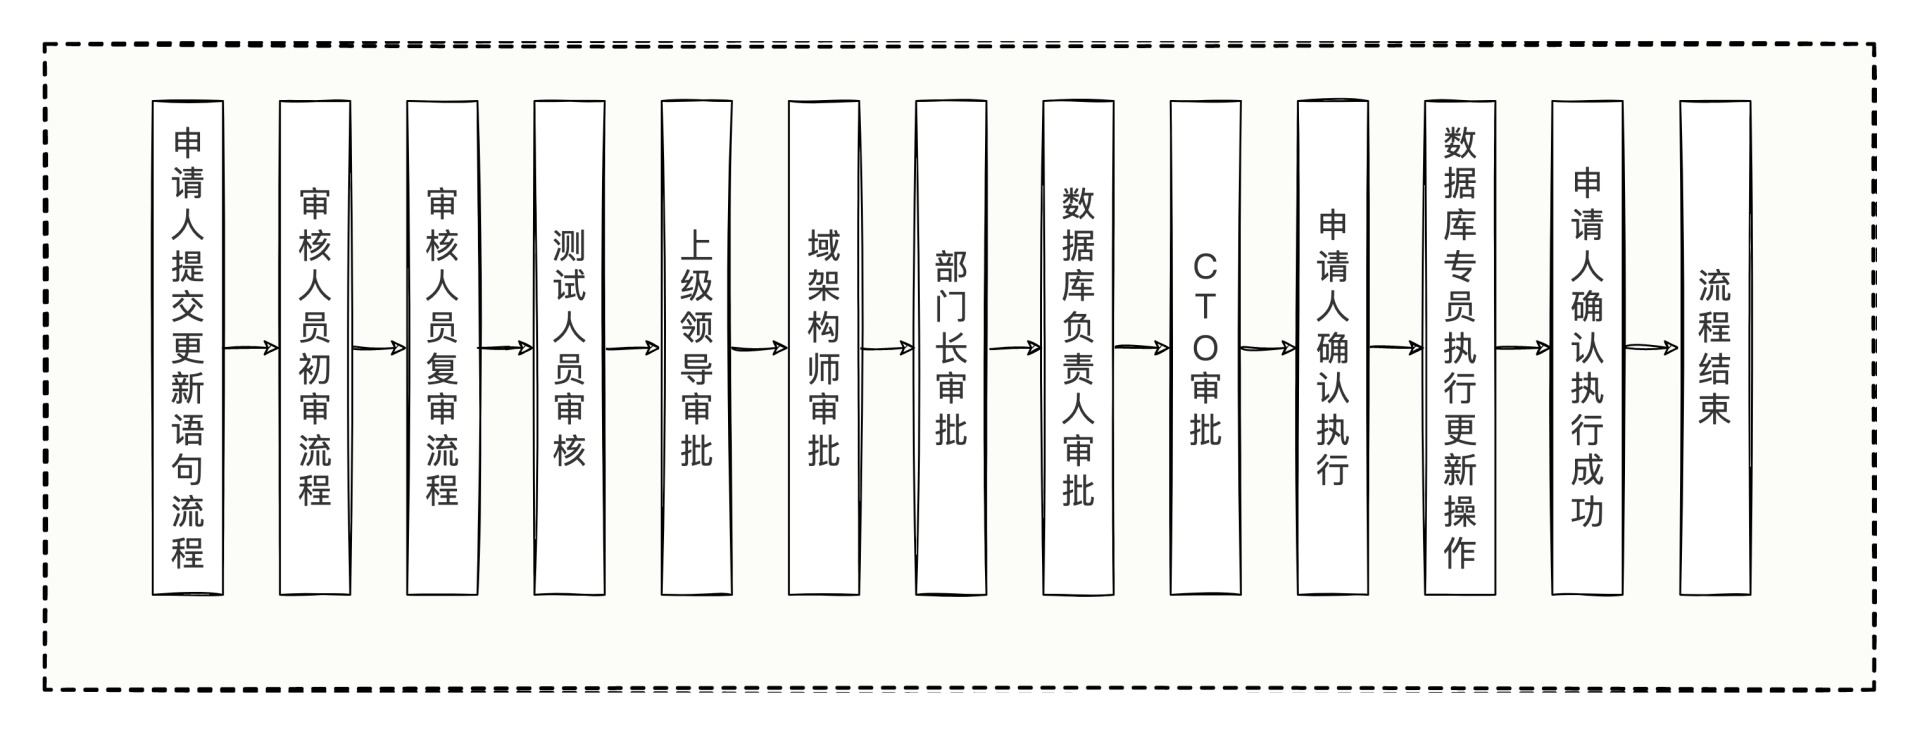 申请人提交更新语句流程
审核人员初审流程
审核人员复审流程
测试人员审核
上级领导审批
域架构师审批
部门长审批
数据库负责人审批
CTO审批
申请人确认执行
数据库专员执行更新操作
申请人确认执行成功
流程结束